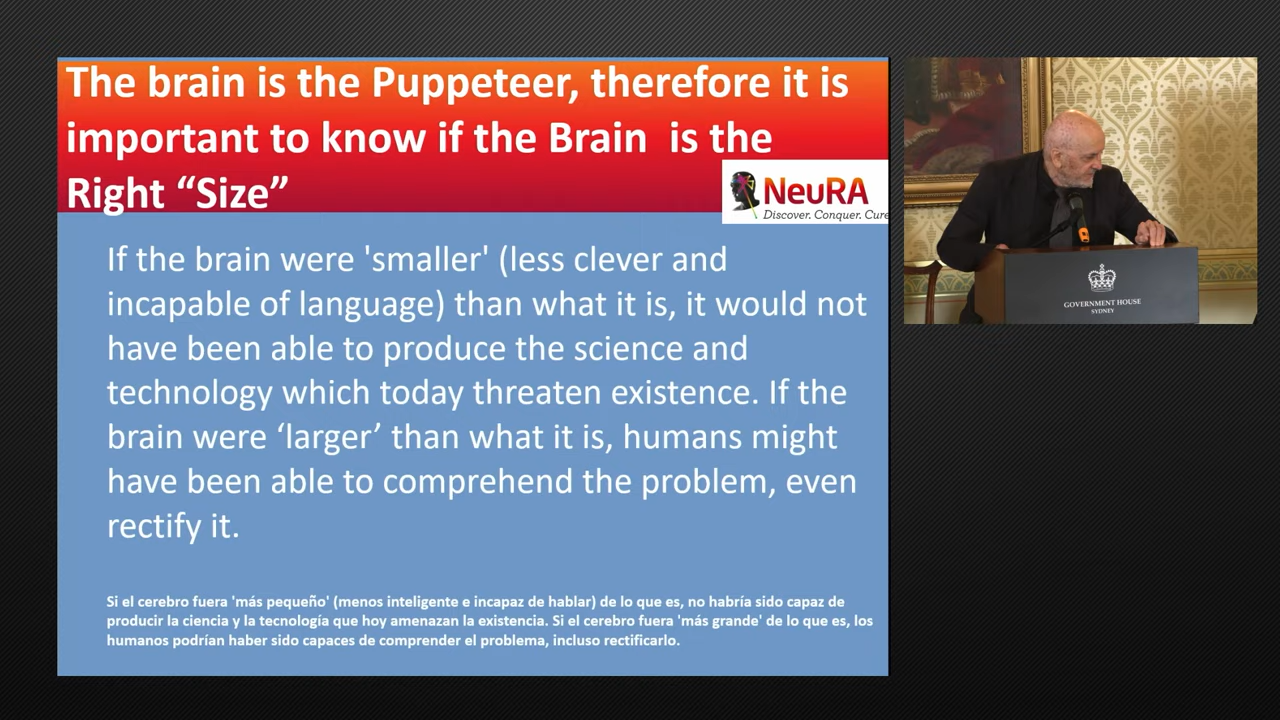 The brain is the Puppeteer, therefore it is
important to know if the Brain  is the
Right “Size”
NeuRA
Discover. Conquer. Cure
If the brain were 'smaller' (less clever and
incapable of language) than what it is, it would not
have been able to produce the science and
technology which today threaten existence. If the
brain were ‘larger’ than what it is, humans might
have been able to comprehend the problem, even
rectify it.
Si el cerebro fuera 'más pequeño' (menos inteligente e incapaz de hablar) de lo que es, no habría sido capaz de
producir la ciencia y la tecnología que hoy amenazan la existencia. Si el cerebro fuera 'más grande' de lo que es, los
humanos podrían haber sido capaces de comprender el problema, incluso rectificarlo.
GOVERNMENT HOUSE
SYDNEY